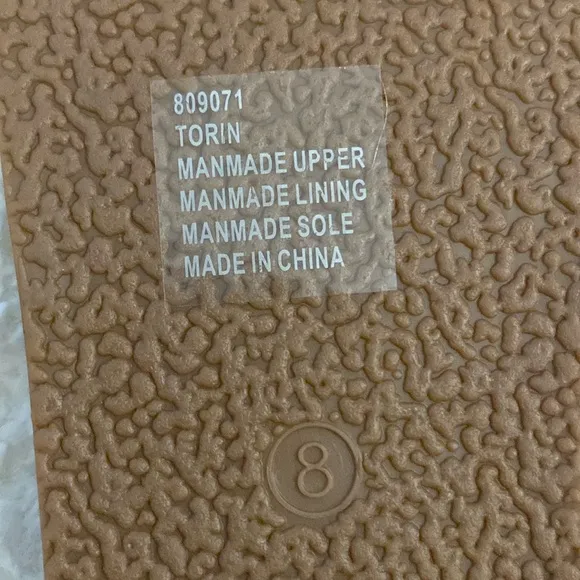 809071
TORIN
MANMADE UPPER
MANMADE LINING
MANMADE SOLE
MADE IN CHINA
8